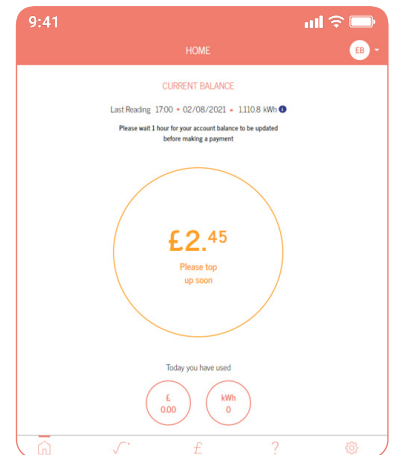 9:41
HOME
EB
CURRENT BALANCE
Last Reading 17:00 • 02/08/2021 • 1,110.8 kWh i
Please wait 1 hour for your account balance to be updated
before making a payment
£2.45
Please top
up soon
Today you have used
£
0.00
kWh
0
£
?